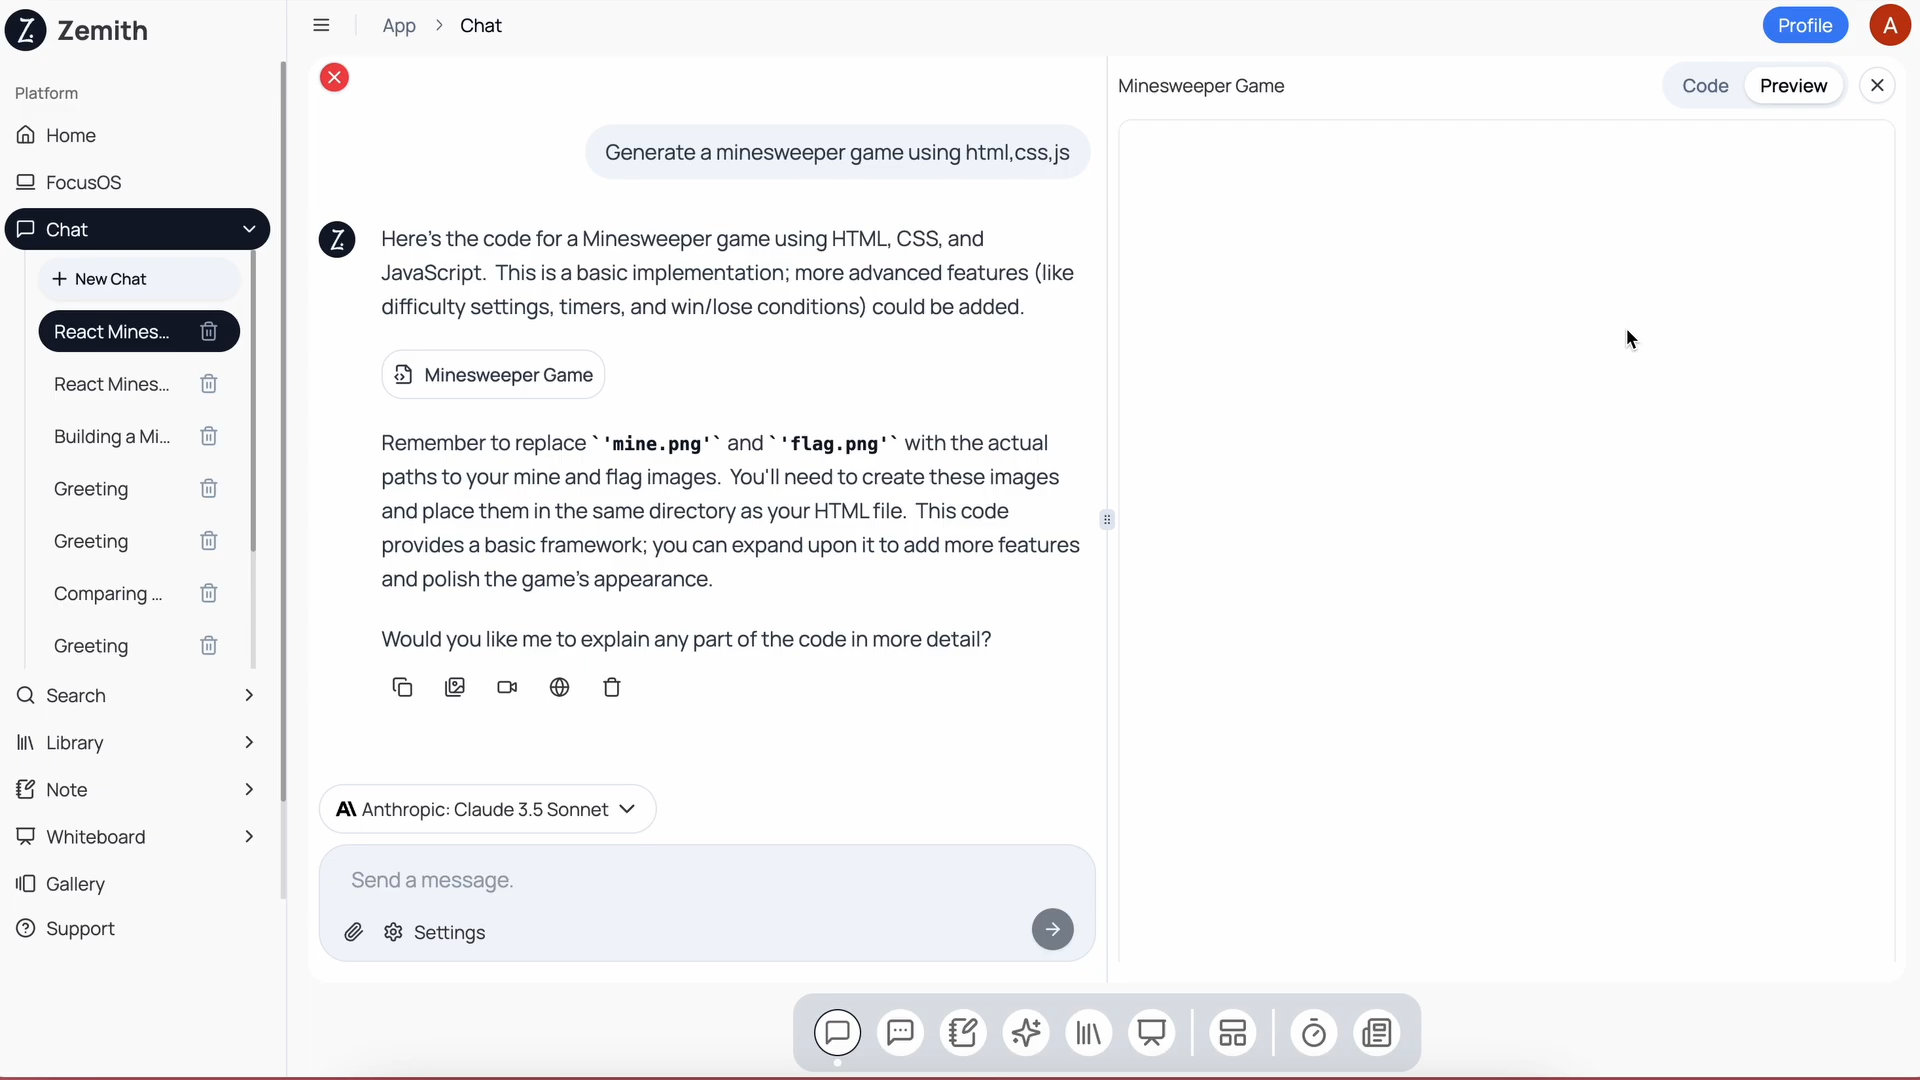 Zemith
Platform
Home
FocusOS
Chat
New Chat
React Mines...
React Mines...
Building a Mi...
Greeting
Greeting
Comparing ...
Greeting
Search
Library
Note
Whiteboard
Gallery
Support
App > Chat
Profile
A
Generate a minesweeper game using html,css,js
Here's the code for a Minesweeper game using HTML, CSS, and
JavaScript. This is a basic implementation; more advanced features (like
difficulty settings, timers, and win/lose conditions) could be added.
Minesweeper Game
Remember to replace `'mine.png'` and `'flag.png'` with the actual
paths to your mine and flag images. You'll need to create these images
and place them in the same directory as your HTML file. This code
provides a basic framework; you can expand upon it to add more features
and polish the game's appearance.
Would you like me to explain any part of the code in more detail?
Anthropic: Claude 3.5 Sonnet
Send a message.
Settings
Minesweeper Game
Code
Preview